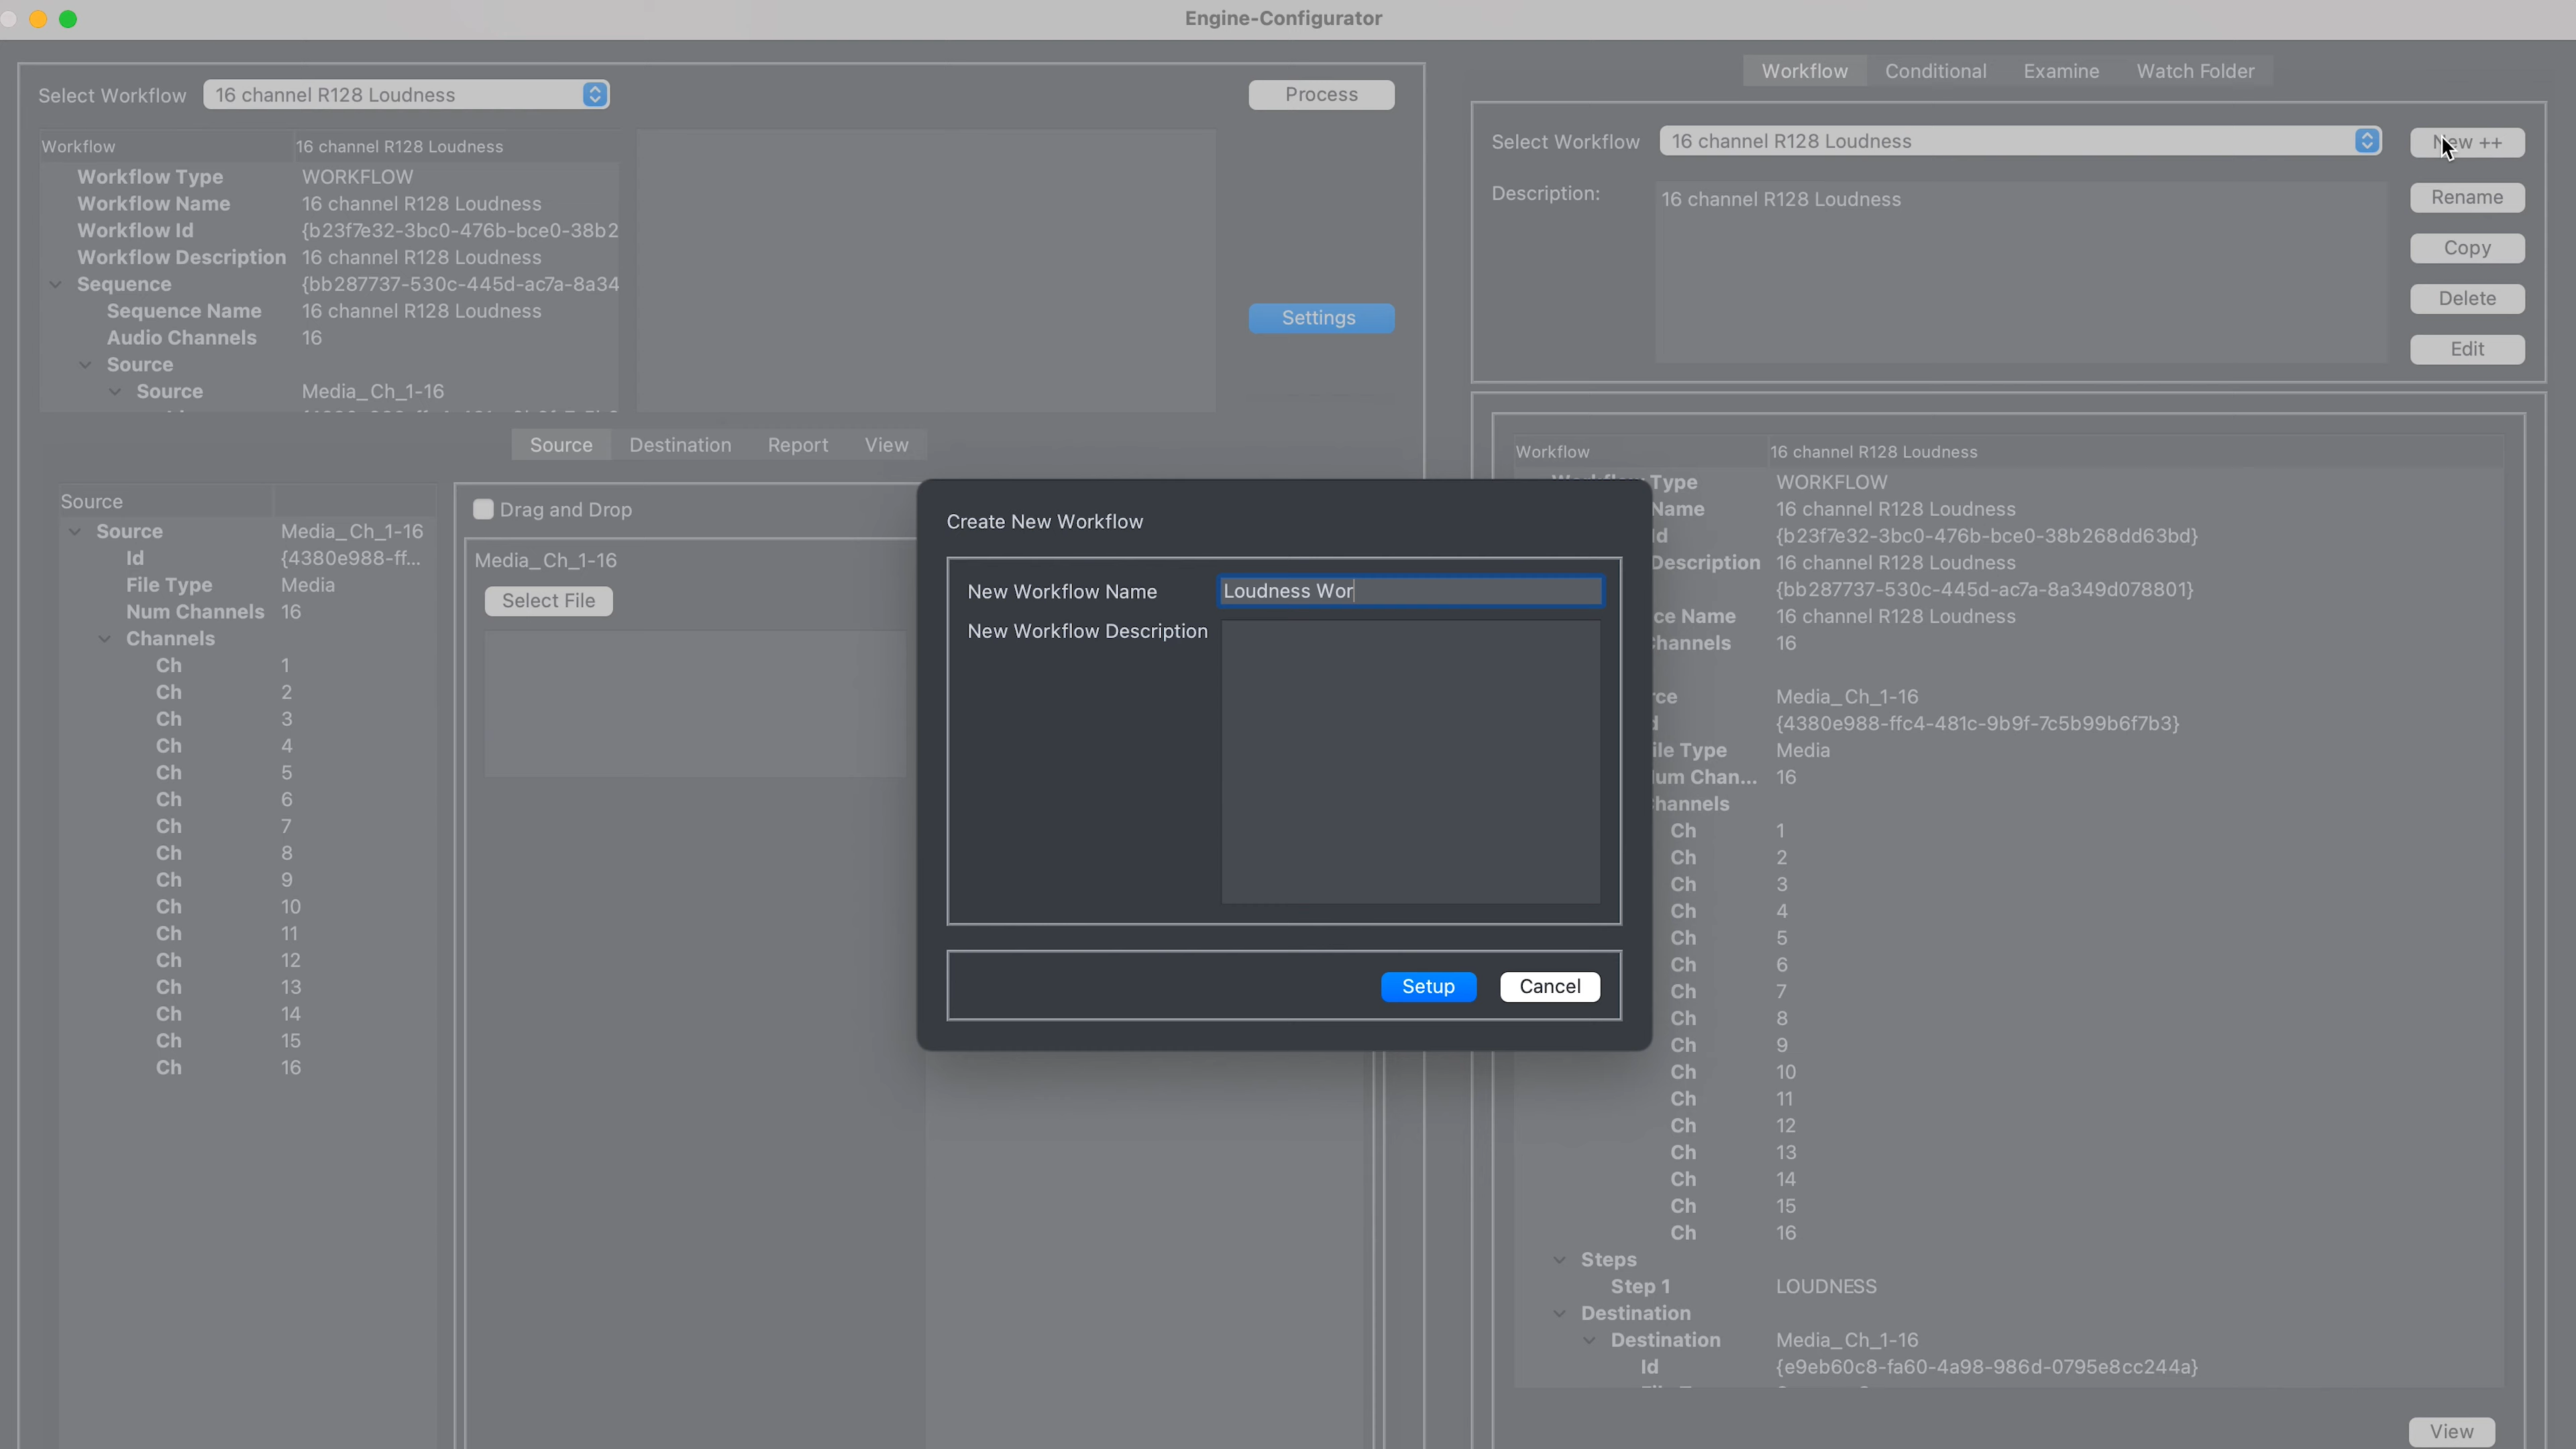 Engine-Configurator
Select Workflow 16 channel R128 Loudness
Process
Workflow 16 channel R128 Loudness
Workflow Type WORKFLOW
Workflow Name 16 channel R128 Loudness
Workflow Id {b23f7e32-3bc0-476b-bce0-38b2
Workflow Description 16 channel R128 Loudness
Sequence {bb287737-530c-445d-ac7a-8a34
Sequence Name 16 channel R128 Loudness
Audio Channels 16
Source
Source Media_Ch_1-16
Settings
Source Destination Report View
Source
Source Media_Ch_1-16
Id {4380e988-ff...
File Type Media
Num Channels 16
Channels
Ch 1
Ch 2
Ch 3
Ch 4
Ch 5
Ch 6
Ch 7
Ch 8
Ch 9
Ch 10
Ch 11
Ch 12
Ch 13
Ch 14
Ch 15
Ch 16
Drag and Drop
Media_Ch_1-16
Select File
Create New Workflow
New Workflow Name Loudness Wor
New Workflow Description
Setup Cancel
Workflow Conditional Examine Watch Folder
Select Workflow 16 channel R128 Loudness
New ++
Description: 16 channel R128 Loudness
Rename
Copy
Delete
Edit
Workflow 16 channel R128 Loudness
Type WORKFLOW
Name 16 channel R128 Loudness
Id {b23f7e32-3bc0-476b-bce0-38b268dd63bd}
Description 16 channel R128 Loudness
{bb287737-530c-445d-ac7a-8a349d078801}
ce Name 16 channel R128 Loudness
hannels 16
rce Media_Ch_1-16
d {4380e988-ffc4-481c-9b9f-7c5b99b6f7b3}
ile Type Media
um Chan... 16
hannels
Ch 1
Ch 2
Ch 3
Ch 4
Ch 5
Ch 6
Ch 7
Ch 8
Ch 9
Ch 10
Ch 11
Ch 12
Ch 13
Ch 14
Ch 15
Ch 16
Steps
Step 1 LOUDNESS
Destination
Destination Media_Ch_1-16
Id {e9eb60c8-fa60-4a98-986d-0795e8cc244a}
View